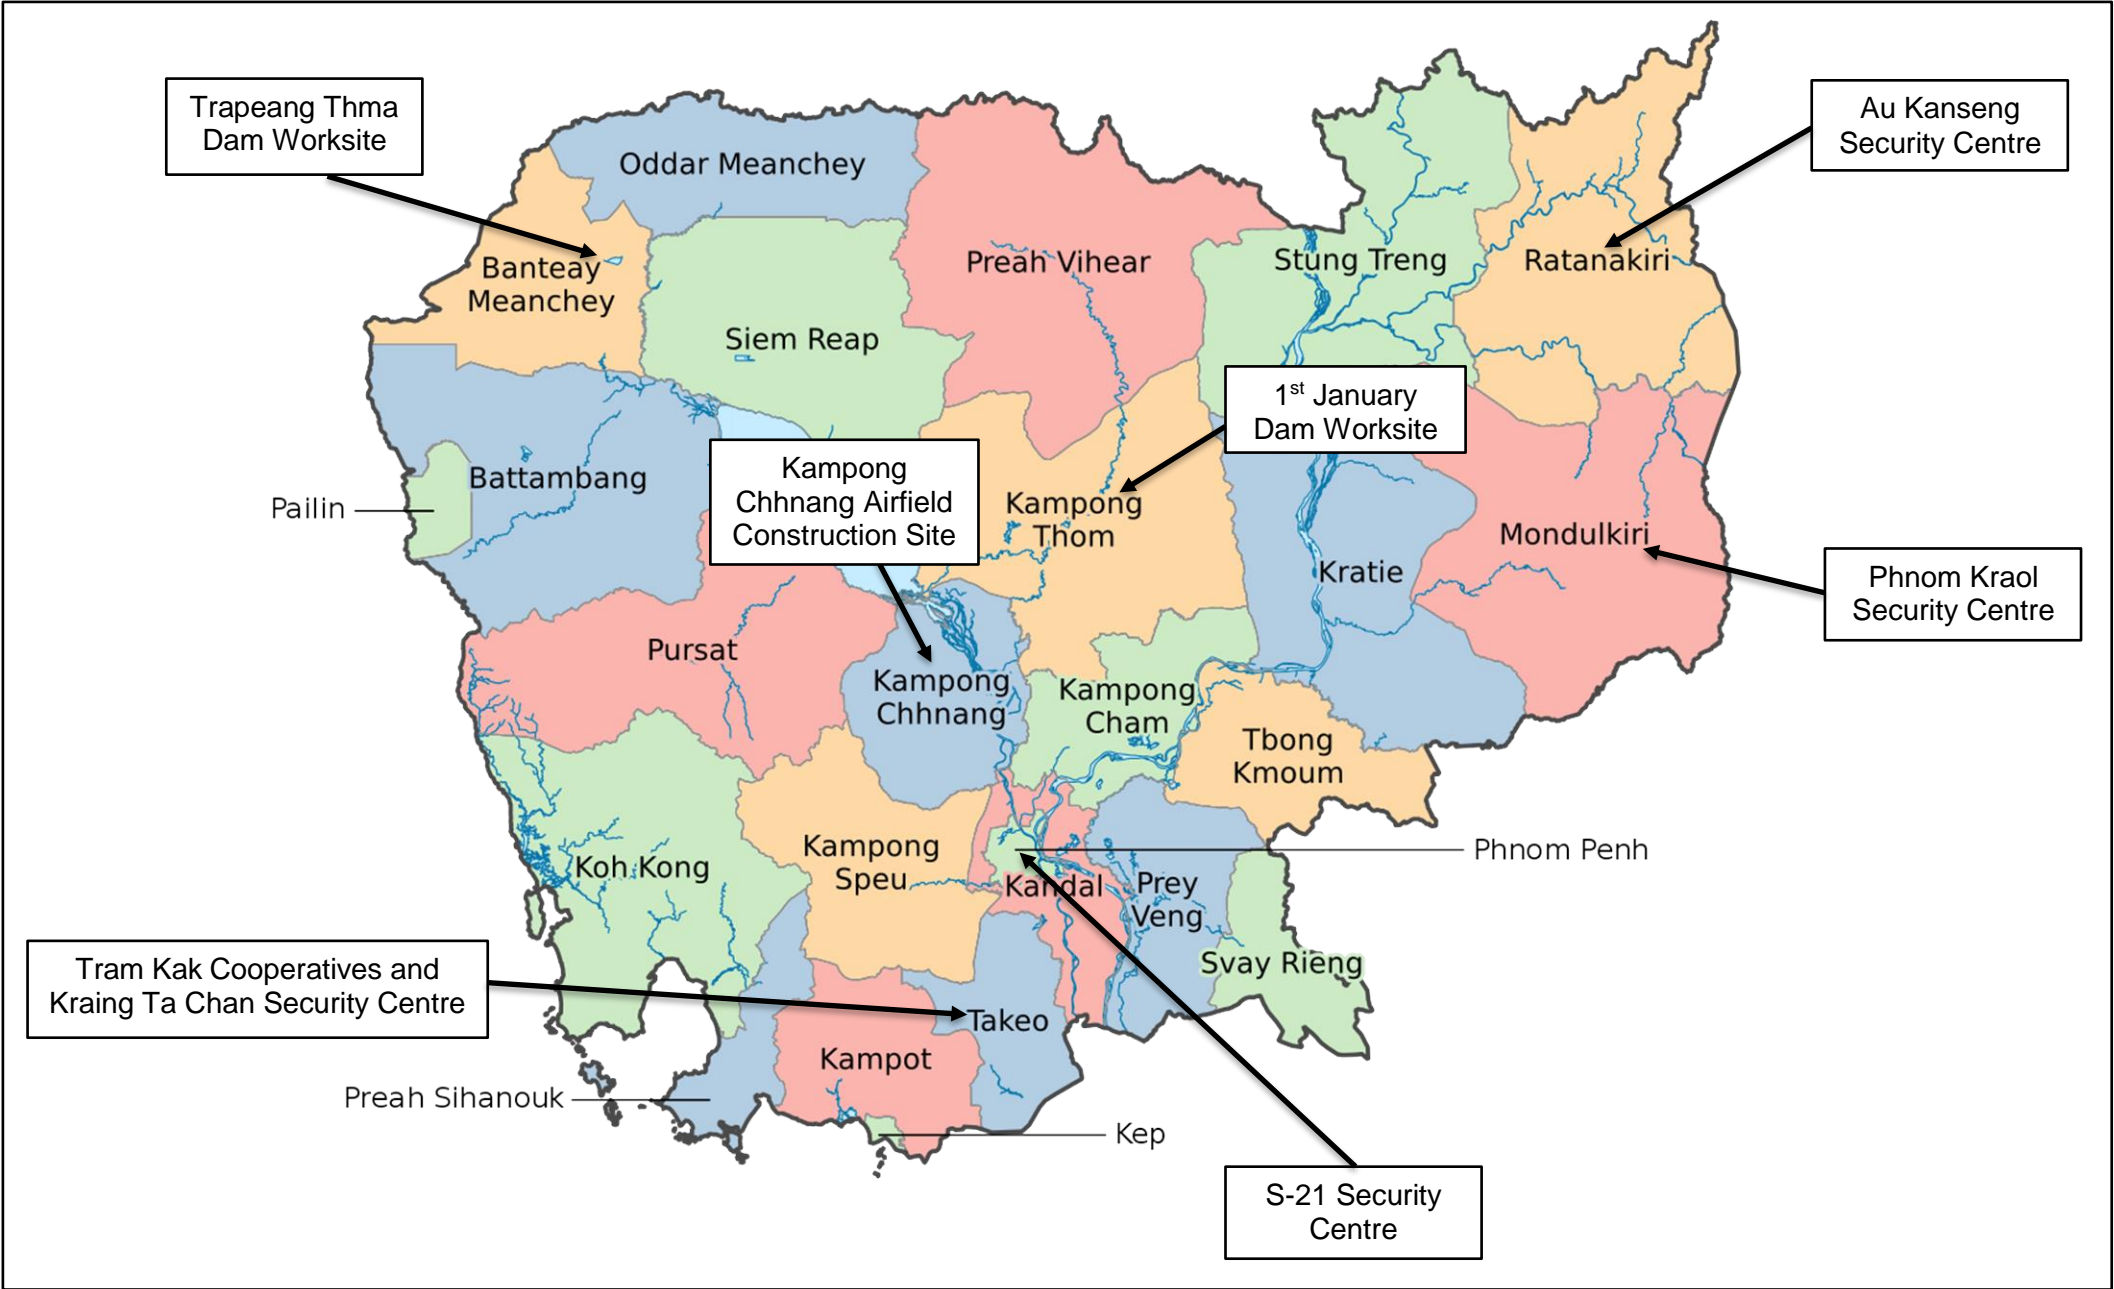 Trapeang Thma
Dam Worksite
Au Kanseng
Security Centre
Oddar Meanchey
Preah Vihear
Stung Treng
Ratanakiri
Banteay
Meanchey
Siem Reap
1st January
Dam Worksite
Kampong
Chhnang Airfield
Construction Site
Battambang
Pailin
Kampong
Thom
Mondulkiri
Kratie
Phnom Kraol
Security Centre
Pursat
Kampong
Chhnang
Kampong
Cham
Tbong
Kmoum
Kampong
Speu
Koh Kong
Phnom Penh
Kandal
Prey
Veng
Svay Rieng
Tram Kak Cooperatives and
Kraing Ta Chan Security Centre
Takeo
Kampot
Preah Sihanouk
Kep
S-21 Security
Centre